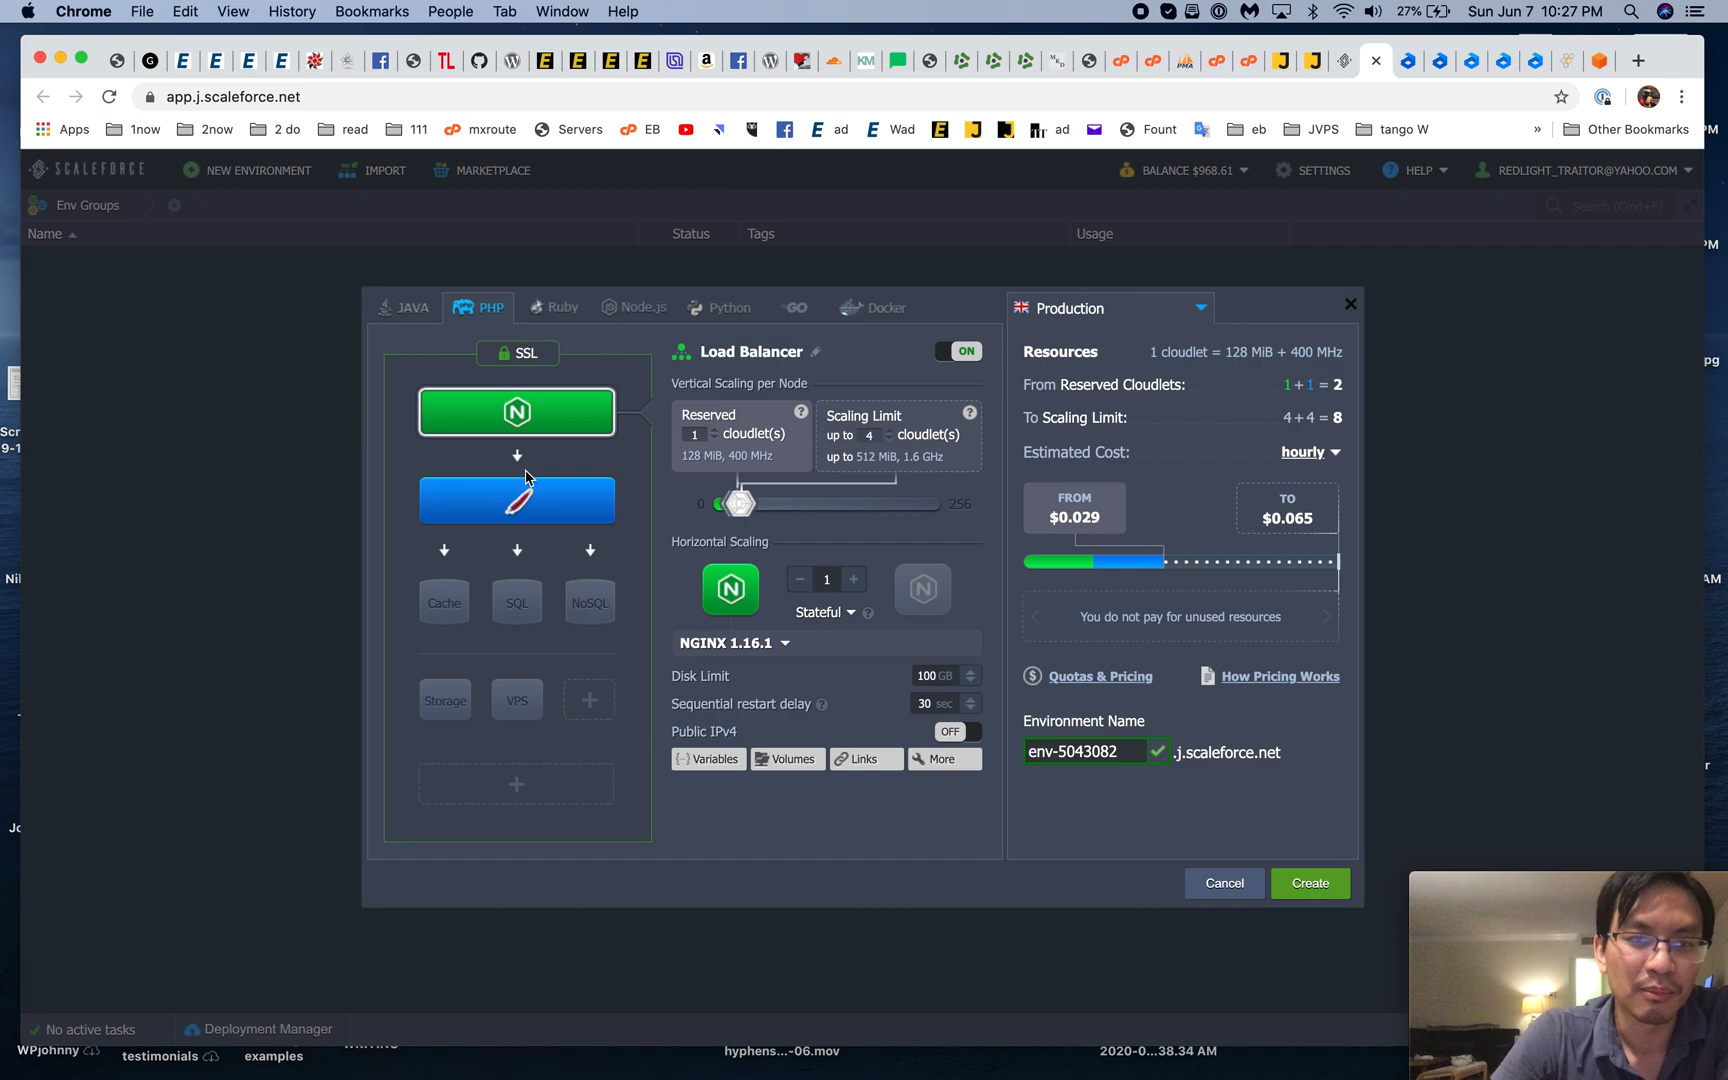 Chrome File Edit View History Bookmarks People Tab Window Help 27% Sun Jun 7 10:27 PM
app.j.scaleforce.net
Apps 1now 2now 2 do read 111 mxroute Servers EB ad Wad ad Fount eb JVPS tango W » Other Bookmarks
SCALEFORCE NEW ENVIRONMENT IMPORT MARKETPLACE BALANCE $968.61 SETTINGS HELP REDLIGHT_TRAITOR@YAHOO.COM
Env Groups Search (Cmd+F)
Name Status Tags Usage
JAVA PHP Ruby Node.js Python GO Docker Production
SSL
Load Balancer ON
Vertical Scaling per Node
Reserved
1 cloudlet(s)
128 MiB, 400 MHz
Scaling Limit
up to 4 cloudlet(s)
up to 512 MiB, 1.6 GHz
0 256
Horizontal Scaling
1
Stateful
NGINX 1.16.1
Disk Limit 100 GB
Sequential restart delay 30 sec
Public IPv4 OFF
Variables Volumes Links More
Cache SQL NoSQL
Storage VPS
Resources 1 cloudlet = 128 MiB + 400 MHz
From Reserved Cloudlets: 1+1 = 2
To Scaling Limit: 4+4 = 8
Estimated Cost: hourly
FROM
$0.029
TO
$0.065
You do not pay for unused resources
Quotas & Pricing How Pricing Works
Environment Name
env-5043082 .j.scaleforce.net
Cancel Create
No active tasks Deployment Manager
WPjohnny
testimonials examples hyphens...-06.mov 2020-0...38.34 AM